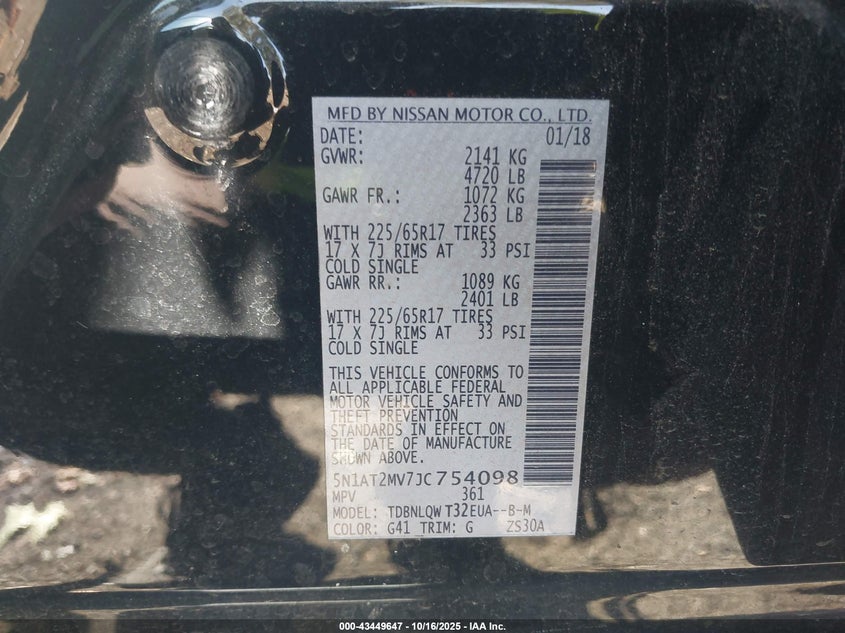 MFD BY NISSAN MOTOR CO., LTD.
DATE: 01/18
GVWR: 2141 KG
4720 LB
GAWR FR.: 1072 KG
2363 LB
WITH 225/65R17 TIRES
17 X 7J RIMS AT 33 PSI
COLD SINGLE
GAWR RR.: 1089 KG
2401 LB
WITH 225/65R17 TIRES
17 X 7J RIMS AT 33 PSI
COLD SINGLE
THIS VEHICLE CONFORMS TO
ALL APPLICABLE FEDERAL
MOTOR VEHICLE SAFETY AND
THEFT PREVENTION
STANDARDS IN EFFECT ON
THE DATE OF MANUFACTURE
SHOWN ABOVE.
5N1AT2MV7JC754098
MPV 361
MODEL: TDBNLQW T32EUA--B-M
COLOR: G41 TRIM: G ZS30A
000-43449647 - 10/16/2025 - IAA Inc.